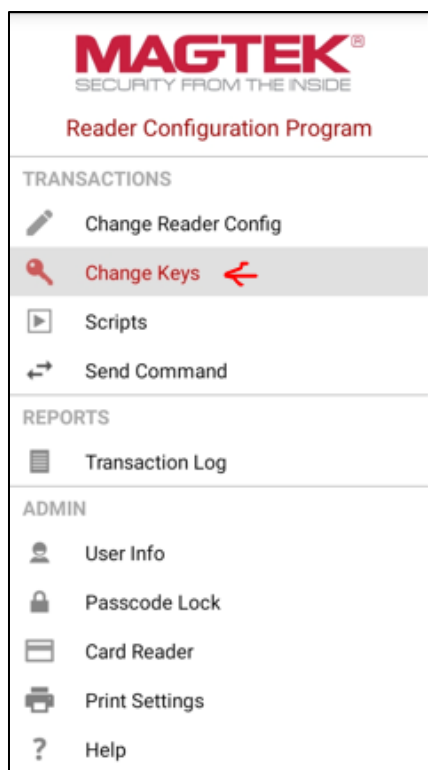 MAGTEK®
SECURITY FROM THE INSIDE
Reader Configuration Program
TRANSACTIONS
Change Reader Config
Change Keys
Scripts
Send Command
REPORTS
Transaction Log
ADMIN
User Info
Passcode Lock
Card Reader
Print Settings
? Help